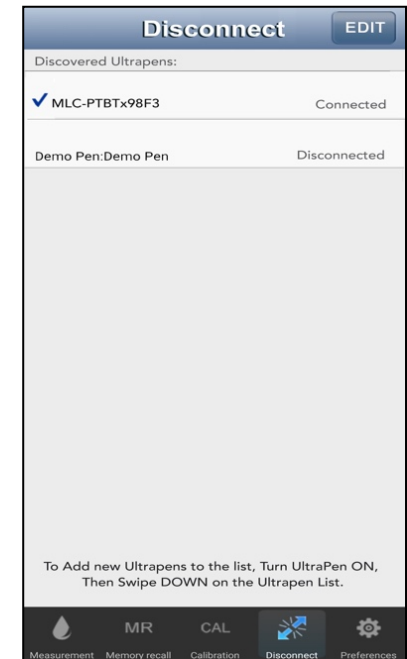 Disconnect EDIT
Discovered Ultrapens:
MLC-PTBTx98F3 Connected
Demo Pen:Demo Pen Disconnected
To Add new Ultrapens to the list, Turn UltraPen ON,
Then Swipe DOWN on the Ultrapen List.
MR CAL
Measurement Memory recall Calibration Disconnect Preferences